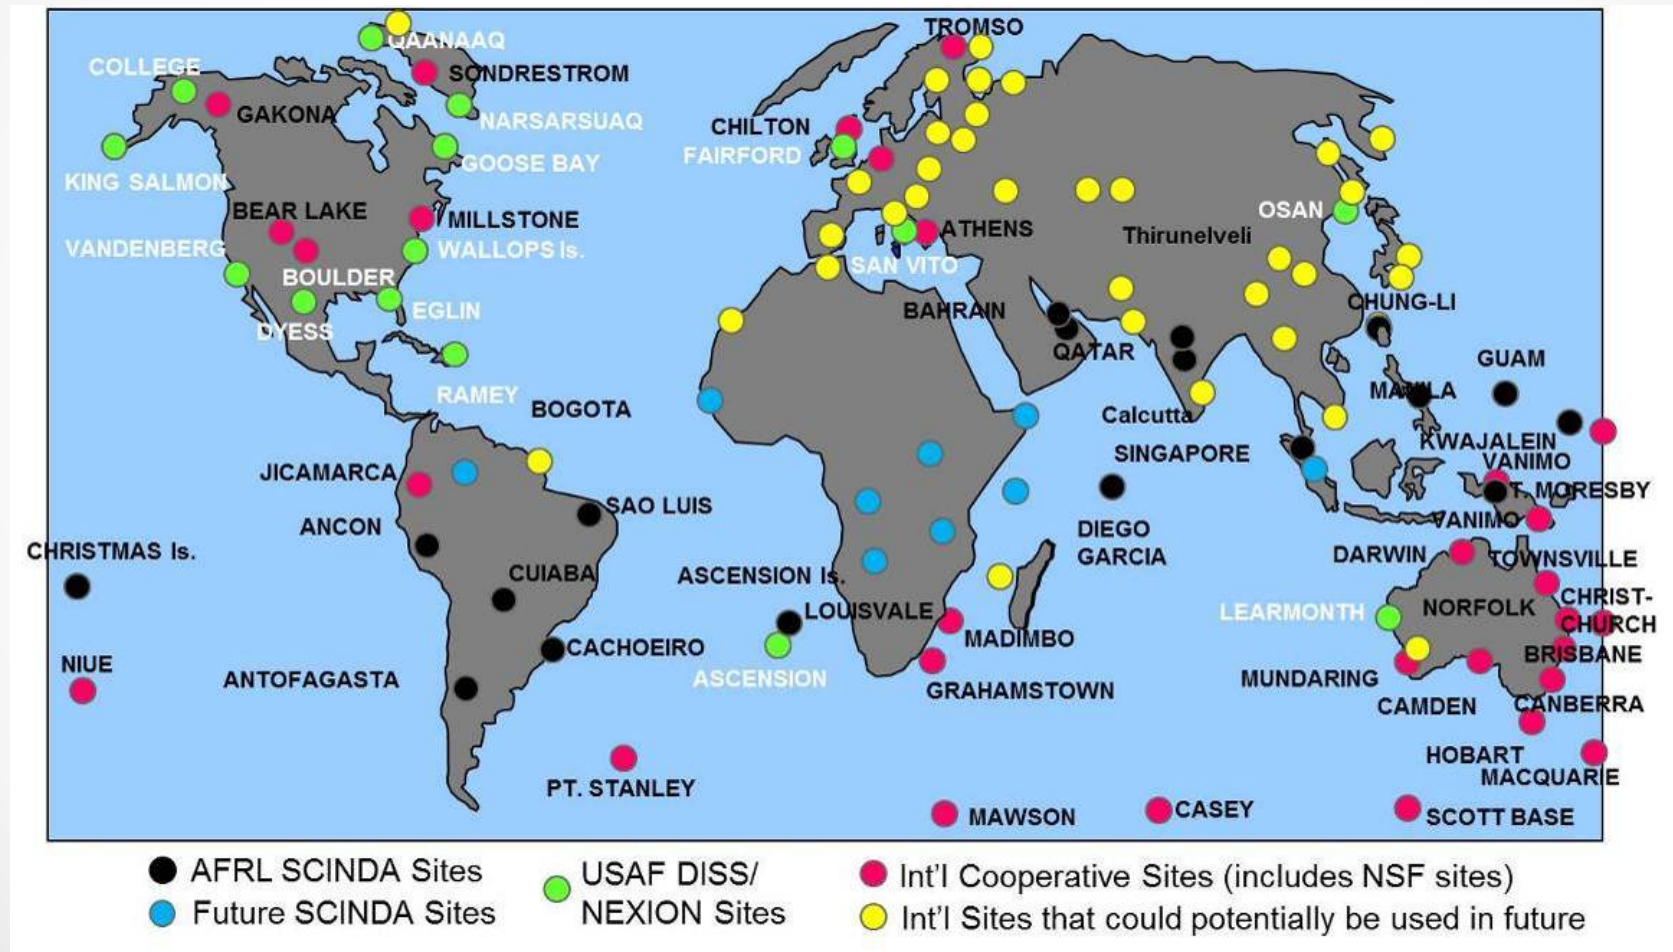 TROMSO
QAANAAQ
COLLEGE
SONDRESTROM
GAKONA
NARSARSUAQ
CHILTON
FAIRFORD
GOOSE BAY
KING SALMON
BEAR LAKE
MILLSTONE
OSAN
ATHENS
Thirunelveli
VANDENBERG
WALLOPS Is.
SAN VITO
BOULDER
CHUNG-LI
EGLIN
BAHRAIN
DYESS
QATAR
GUAM
RAMEY
MANILA
BOGOTA
Calcutta
KWAJALEIN
SINGAPORE
VANIMO
JICAMARCA
T. MORESBY
SAO LUIS
ANCON
VANIMO
DIEGO
GARCIA
CHRISTMAS Is.
DARWIN
TOWNSVILLE
CUIABA
ASCENSION Is.
CHRIST-
CHURCH
LOUISVALE
LEARMONTH
NORFOLK
MADIMBO
CACHOEIRO
BRISBANE
NIUE
ANTOFAGASTA
ASCENSION
GRAHAMSTOWN
MUNDARING
CAMDEN
CANBERRA
HOBART
MACQUARIE
PT. STANLEY
MAWSON
CASEY
SCOTT BASE
AFRL SCINDA Sites
Future SCINDA Sites
USAF DISS/
NEXION Sites
Int'l Cooperative Sites (includes NSF sites)
Int'l Sites that could potentially be used in future